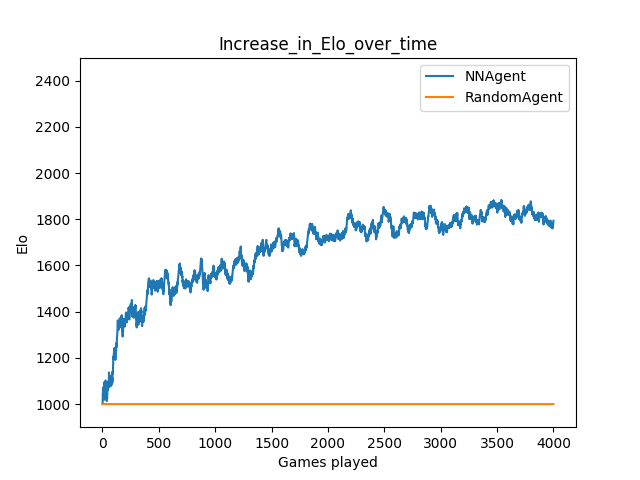 Increase_in_Elo_over_time
NNAgent
RandomAgent
2400
2200
2000
1800
1600
1400
1200
1000
Elo
0 500 1000 1500 2000 2500 3000 3500 4000
Games played